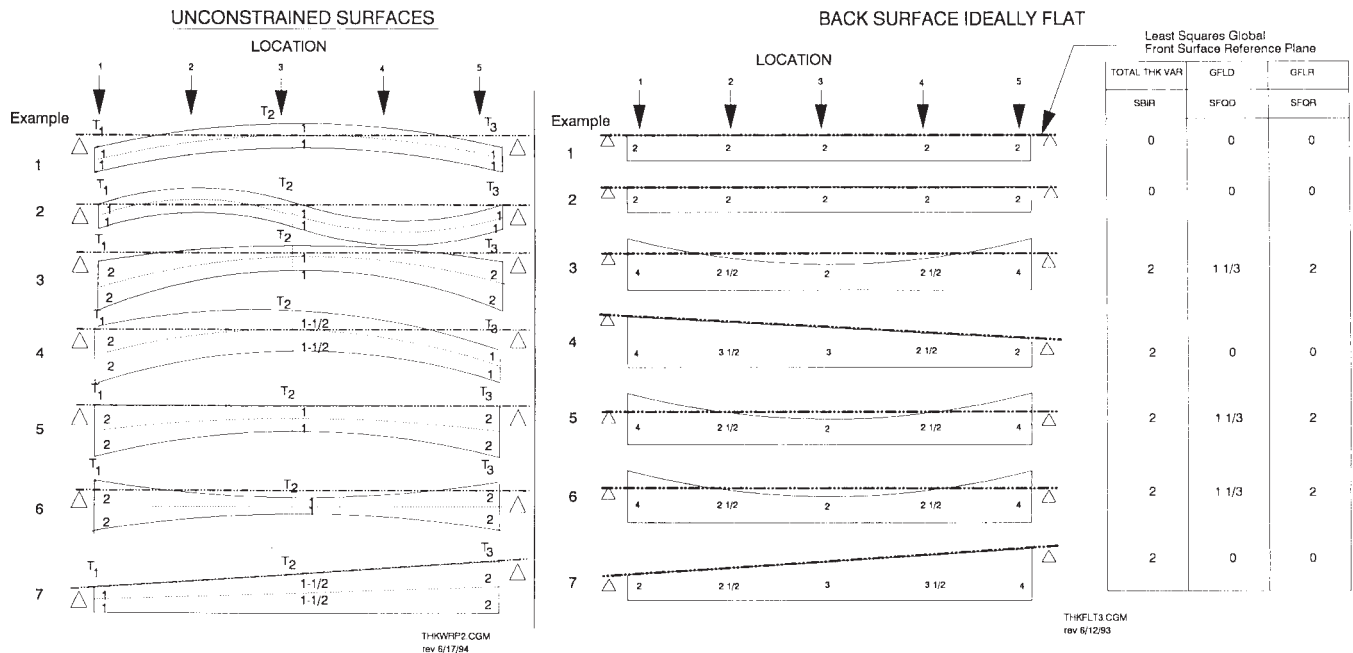 UNCONSTRAINED SURFACES
LOCATION
1 2 3 4 5
Example
T1 T2 T3
1 1 1 1 1 1
1
T1 T2 T3
1 1 1 1 1 1
2
T1 T2 T3
2 1 2
2 1 2
3
T1 T2 T3
2 1-1/2 1
2 1-1/2 1
4
T1 T2 T3
2 1 2
2 1 2
5
T1 T2 T3
2 1 2
2 1 2
6
T1 T2 T3
1 1-1/2 2
1 1-1/2 2
7
THKWRP2.CGM
rev 6/17/94
BACK SURFACE IDEALLY FLAT
Least Squares Global
Front Surface Reference Plane
LOCATION
1 2 3 4 5
Example
TOTAL THK VAR GFLD GFLR
SBIR SFQD SFQR
1 2 2 2 2 2 0 0 0
2 2 2 2 2 2 0 0 0
3 4 2 1/2 2 2 1/2 4 2 1 1/3 2
4 4 3 1/2 3 2 1/2 2 2 0 0
5 4 2 1/2 2 2 1/2 4 2 1 1/3 2
6 4 2 1/2 2 2 1/2 4 2 1 1/3 2
7 2 2 1/2 3 3 1/2 4 2 0 0
THKFLT3.CGM
rev 6/12/93